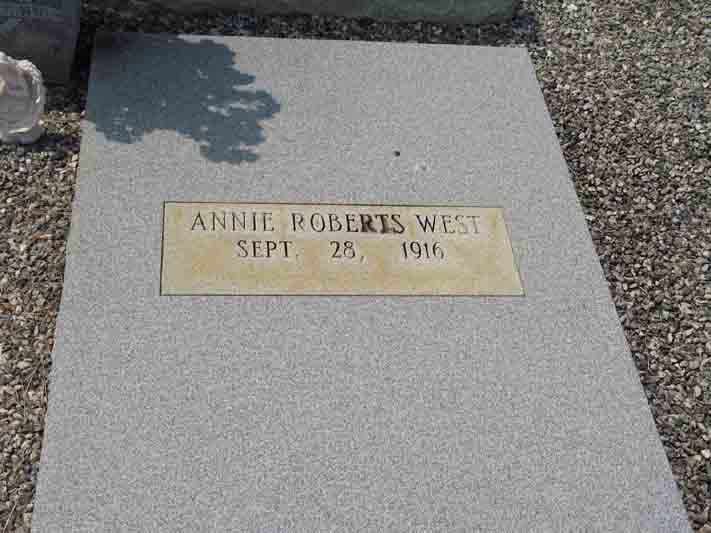 ANNIE ROBERTS WEST
SEPT. 28, 1916